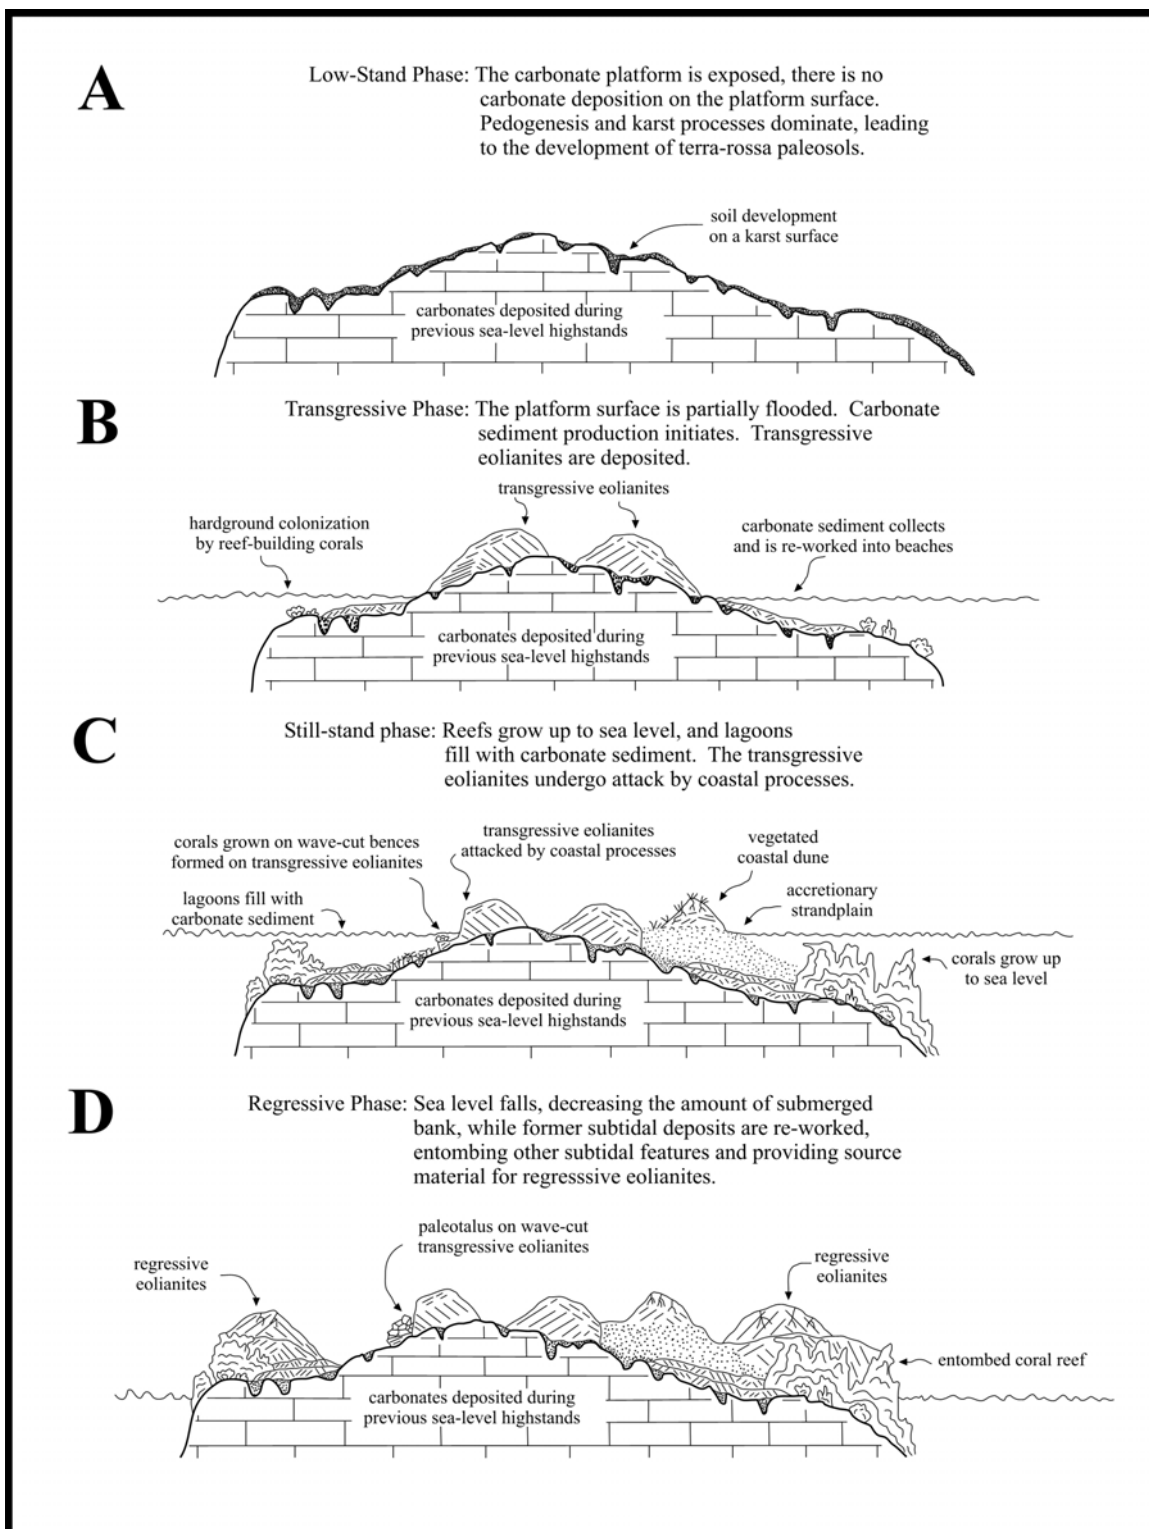 A
Low-Stand Phase: The carbonate platform is exposed, there is no
carbonate deposition on the platform surface.
Pedogenesis and karst processes dominate, leading
to the development of terra-rossa paleosols.
soil development
on a karst surface
carbonates deposited during
previous sea-level highstands
B
Transgressive Phase: The platform surface is partially flooded. Carbonate
sediment production initiates. Transgressive
eolianites are deposited.
transgressive eolianites
hardground colonization
by reef-building corals
carbonate sediment collects
and is re-worked into beaches
carbonates deposited during
previous sea-level highstands
C
Still-stand phase: Reefs grow up to sea level, and lagoons
fill with carbonate sediment. The transgressive
eolianites undergo attack by coastal processes.
corals grown on wave-cut bences
formed on transgressive eolianites
transgressive eolianites
attacked by coastal processes
vegetated
coastal dune
lagoons fill with
carbonate sediment
accretionary
strandplain
corals grow up
to sea level
carbonates deposited during
previous sea-level highstands
D
Regressive Phase: Sea level falls, decreasing the amount of submerged
bank, while former subtidal deposits are re-worked,
entombing other subtidal features and providing source
material for regresssive eolianites.
paleotalus on wave-cut
transgressive eolianites
regressive
eolianites
regressive
eolianites
entombed coral reef
carbonates deposited during
previous sea-level highstands